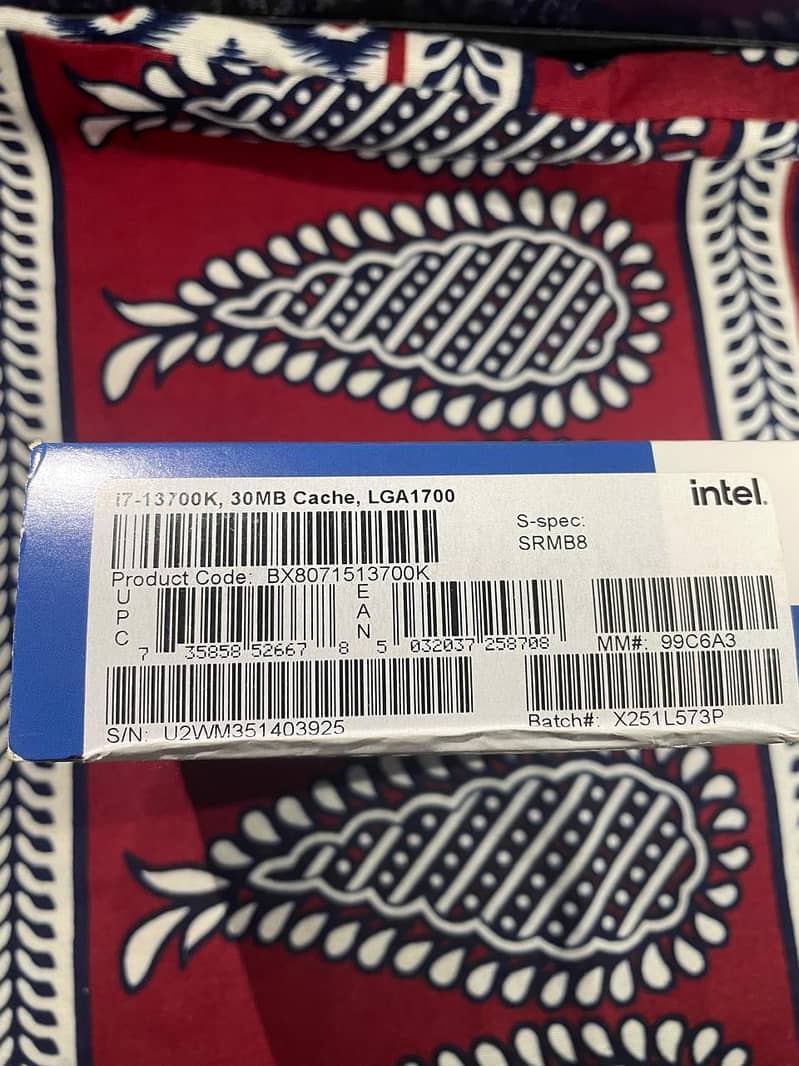 i7-13700K, 30MB Cache, LGA1700
intel.
S-spec:
SRMB8
Product Code: BX8071513700K
UPC
7 35858 52667 8
EAN
5 032037 258708
MM#: 99C6A3
S/N: U2WM351403925
Batch#: X251L573P